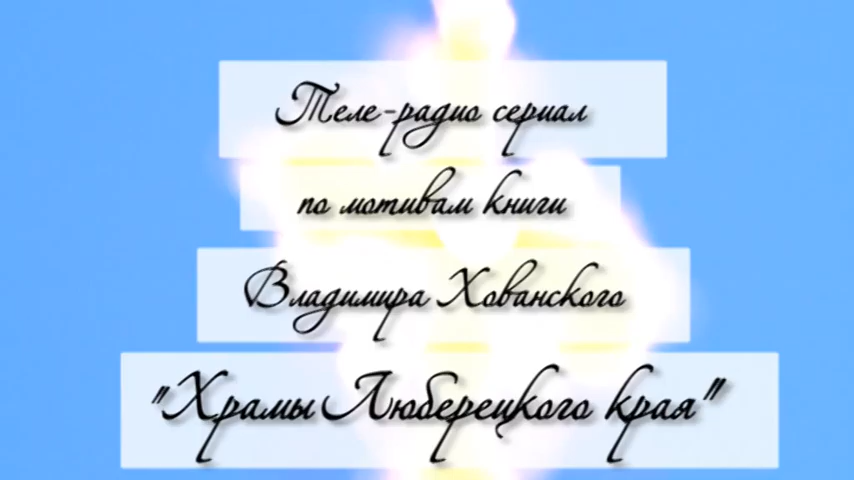 Теле-радио сериал
по мотивам книги
Владимира Хованского
"Храмы Люберецкого края"